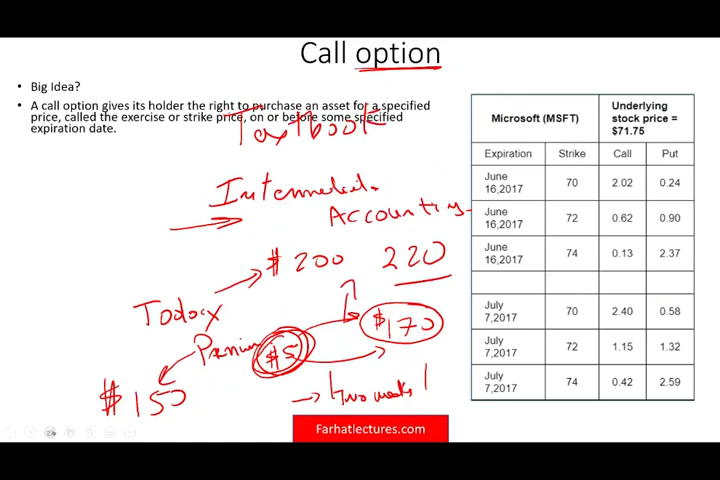 Call option
• Big Idea?
• A call option gives its holder the right to purchase an asset for a specified
price, called the exercise or strike price, on or before some specified
expiration date.
Textbook
Intermediate
Accounting
$ 200 220
Today
Premium
$5
$170
$150
two weeks
Microsoft (MSFT) Underlying
stock price =
$71.75
Expiration Strike Call Put
June
16,2017 70 2.02 0.24
June
16,2017 72 0.62 0.90
June
16,2017 74 0.13 2.37
July
7,2017 70 2.40 0.58
July
7,2017 72 1.15 1.32
July
7,2017 74 0.42 2.59
Farhatlectures.com